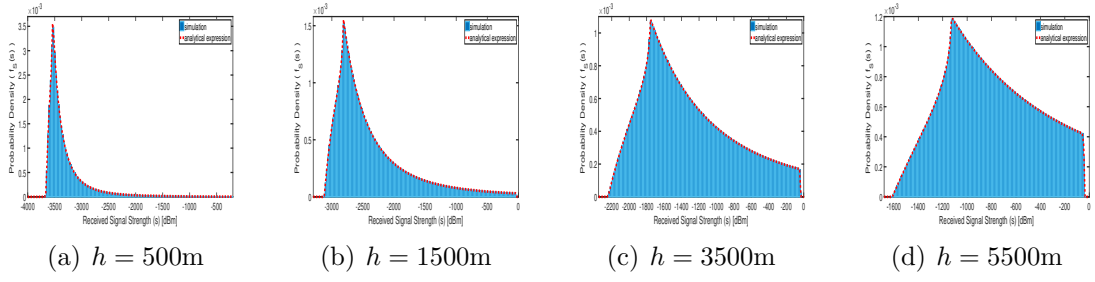 ×10⁻³ ×10⁻³ ×10⁻³ ×10⁻³
simulation
analytical expression
Probability Density ( f_S(s))
3.5
3
2.5
2
1.5
1
0.5
0
-4000 -3500 -3000 -2500 -2000 -1500 -1000 -500
Received Signal Strength (s) [dBm]
(a) h = 500m
simulation
analytical expression
Probability Density ( f_S(s))
1.5
1
0.5
0
-3000 -2500 -2000 -1500 -1000 -500 0
Received Signal Strength (s) [dBm]
(b) h = 1500m
simulation
analytical expression
Probability Density ( f_S(s))
1
0.8
0.6
0.4
0.2
0
-2200 -2000 -1800 -1600 -1400 -1200 -1000 -800 -600 -400 -200 0
Received Signal Strength (s) [dBm]
(c) h = 3500m
simulation
analytical expression
Probability Density ( f_S(s))
1.2
1
0.8
0.6
0.4
0.2
0
-1600 -1400 -1200 -1000 -800 -600 -400 -200 0
Received Signal Strength (s) [dBm]
(d) h = 5500m